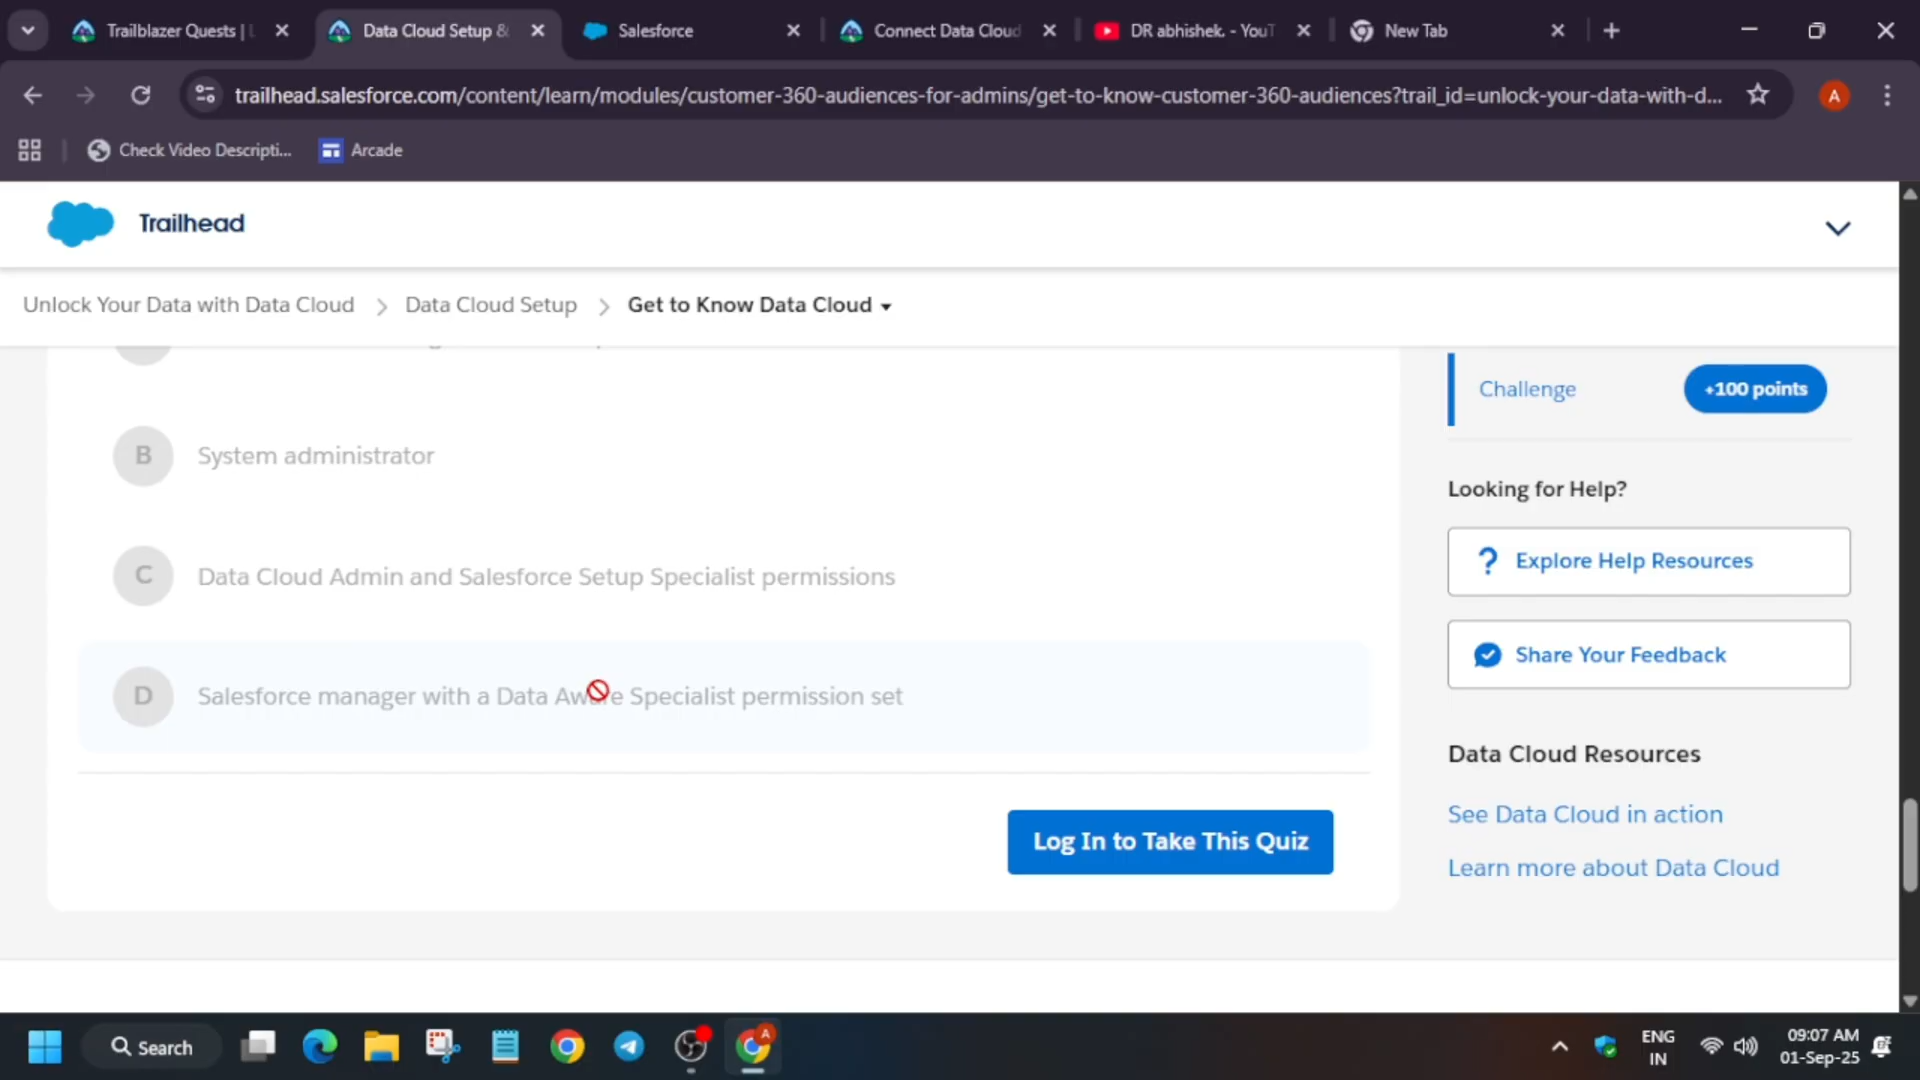 Trailblazer Quests |
Data Cloud Setup &
Salesforce
Connect Data Cloud
DR abhishek. - YouT
New Tab
trailhead.salesforce.com/content/learn/modules/customer-360-audiences-for-admins/get-to-know-customer-360-audiences?trail_id=unlock-your-data-with-d...
A
Check Video Descripti...
Arcade
Trailhead
Unlock Your Data with Data Cloud > Data Cloud Setup > Get to Know Data Cloud
Challenge
+100 points
B System administrator
Looking for Help?
? Explore Help Resources
C Data Cloud Admin and Salesforce Setup Specialist permissions
Share Your Feedback
D Salesforce manager with a Data Aware Specialist permission set
Data Cloud Resources
See Data Cloud in action
Log In to Take This Quiz
Learn more about Data Cloud
Search
A
ENG
IN
09:07 AM
01-Sep-25